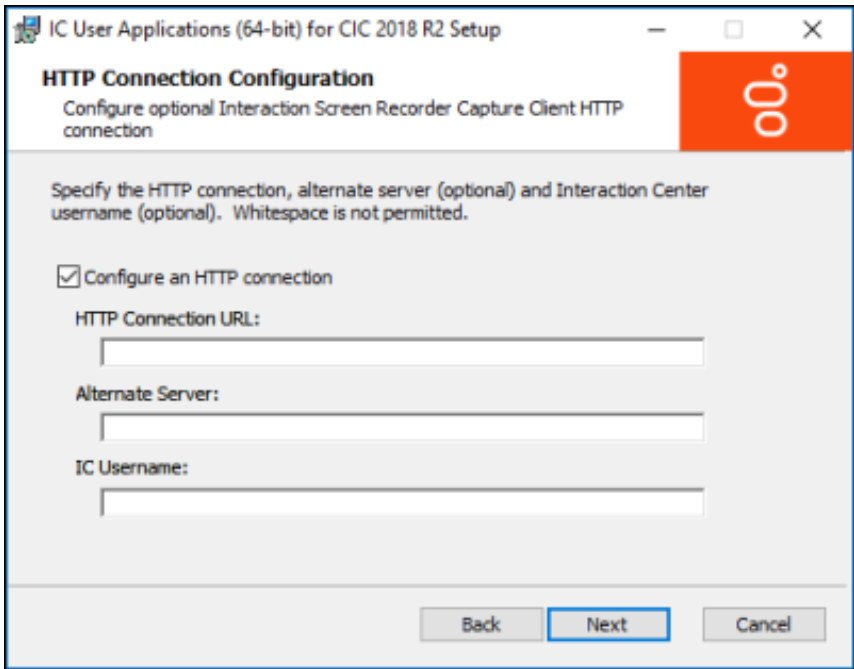 IC User Applications (64-bit) for CIC 2018 R2 Setup
HTTP Connection Configuration
Configure optional Interaction Screen Recorder Capture Client HTTP
connection
Specify the HTTP connection, alternate server (optional) and Interaction Center
username (optional).  Whitespace is not permitted.
Configure an HTTP connection
HTTP Connection URL:
Alternate Server:
IC Username:
Back Next Cancel